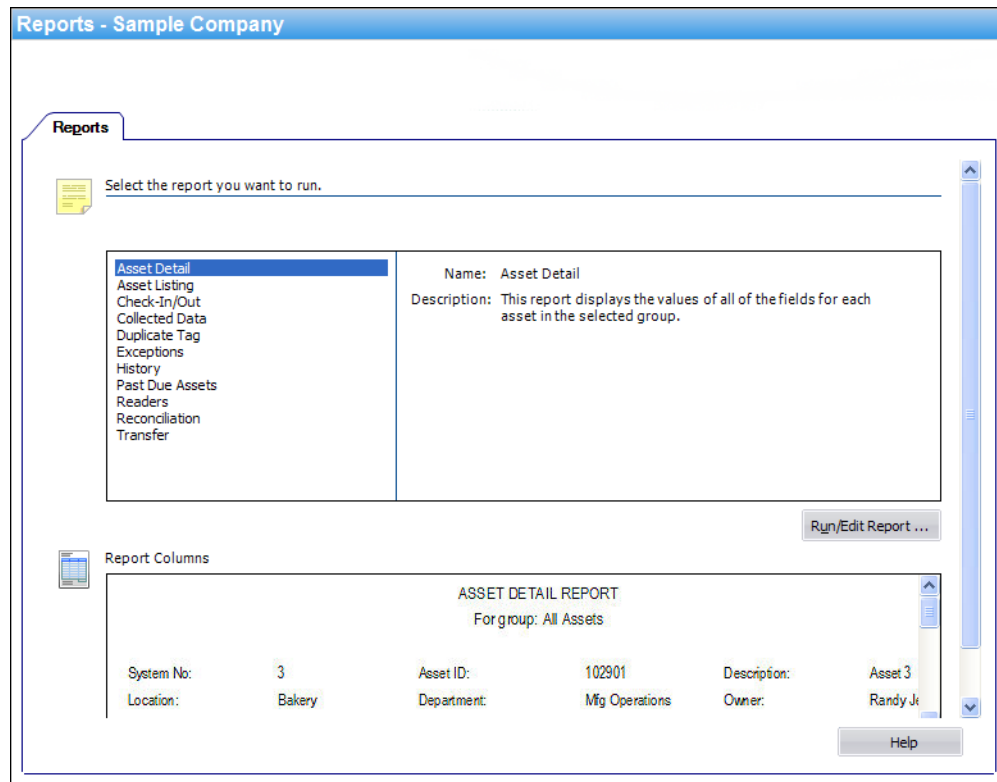 Reports - Sample Company
Reports
Select the report you want to run.
Asset Detail
Asset Listing
Check-In/Out
Collected Data
Duplicate Tag
Exceptions
History
Past Due Assets
Readers
Reconciliation
Transfer
Name: Asset Detail
Description: This report displays the values of all of the fields for each
asset in the selected group.
Run/Edit Report ...
Report Columns
ASSET DETAIL REPORT
For group: All Assets
System No: 3 Asset ID: 102901 Description: Asset 3
Location: Bakery Department: Mfg Operations Owner: Randy Je
Help